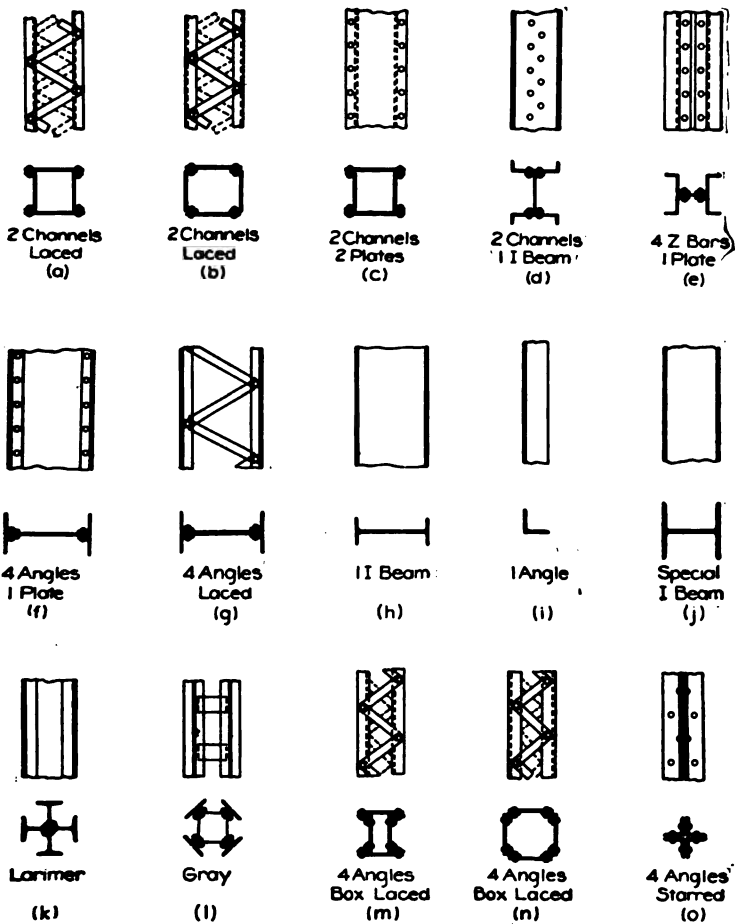 2 Channels
Laced
(a)
2 Channels
Laced
(b)
2 Channels
2 Plates
(c)
2 Channels
1 I Beam
(d)
4 Z Bars
1 Plate
(e)
4 Angles
1 Plate
(f)
4 Angles
Laced
(g)
1 I Beam
(h)
1 Angle
(i)
Special
I Beam
(j)
Larimer
(k)
Gray
(l)
4 Angles
Box Laced
(m)
4 Angles
Box Laced
(n)
4 Angles
Starred
(o)